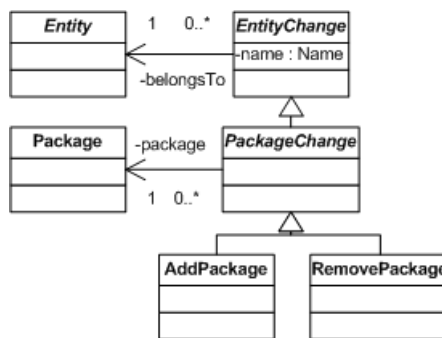 Entity 1 0..* EntityChange
-name : Name
-belongsTo
Package -package PackageChange
1 0..*
AddPackage RemovePackage